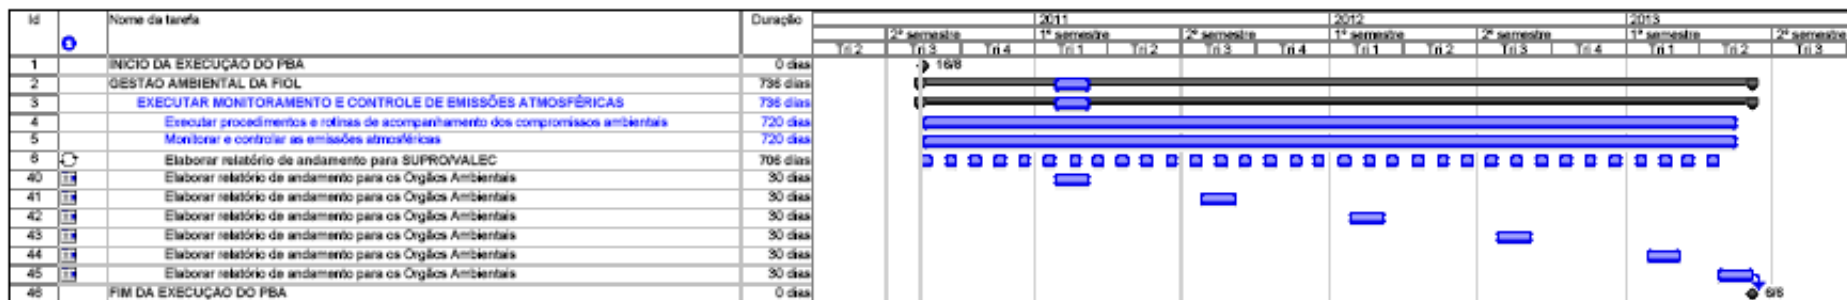 Id Nome da tarefa Duração 2011 2012 2013
2º semestre 1º semestre 2º semestre 1º semestre 2º semestre 1º semestre 2º semestre
Tri 2 Tri 3 Tri 4 Tri 1 Tri 2 Tri 3 Tri 4 Tri 1 Tri 2 Tri 3 Tri 4 Tri 1 Tri 2 Tri 3
1 INICIO DA EXECUÇÃO DO PBA 0 dias 16/8
2 GESTAO AMBIENTAL DA FIOL 736 dias
3 EXECUTAR MONITORAMENTO E CONTROLE DE EMISSÕES ATMOSFÉRICAS 736 dias
4 Executar procedimentos e rotinas de acompanhamento dos compromissos ambientais 720 dias
5 Monitorar e controlar as emissões atmosféricas 720 dias
6 Elaborar relatório de andamento para SUPRO/VALEC 706 dias
40 Elaborar relatório de andamento para os Orgãos Ambientais 30 dias
41 Elaborar relatório de andamento para os Orgãos Ambientais 30 dias
42 Elaborar relatório de andamento para os Orgãos Ambientais 30 dias
43 Elaborar relatório de andamento para os Orgãos Ambientais 30 dias
44 Elaborar relatório de andamento para os Orgãos Ambientais 30 dias
45 Elaborar relatório de andamento para os Orgãos Ambientais 30 dias
46 FIM DA EXECUÇAO DO PBA 0 dias 6/6